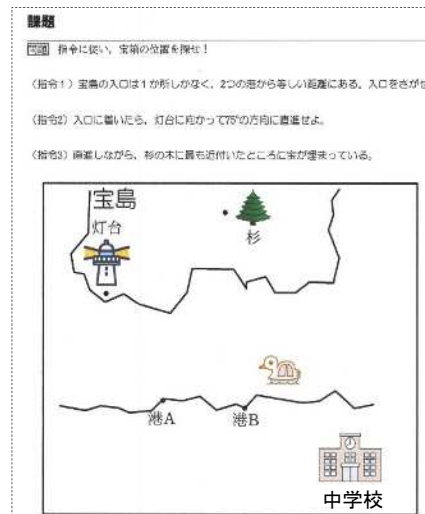 課題
問題 指令に従い、宝箱の位置を探せ!
(指令1) 宝島の入口は1か所しかなく、2つの港から等しい距離にある。入口をさがせ
(指令2) 入口に着いたら、灯台に向かって75°の方向に直進せよ。
(指令3) 直進しながら、杉の木に最も近付いたところに宝が埋まっている。
宝島
灯台
杉
港A
港B
中学校